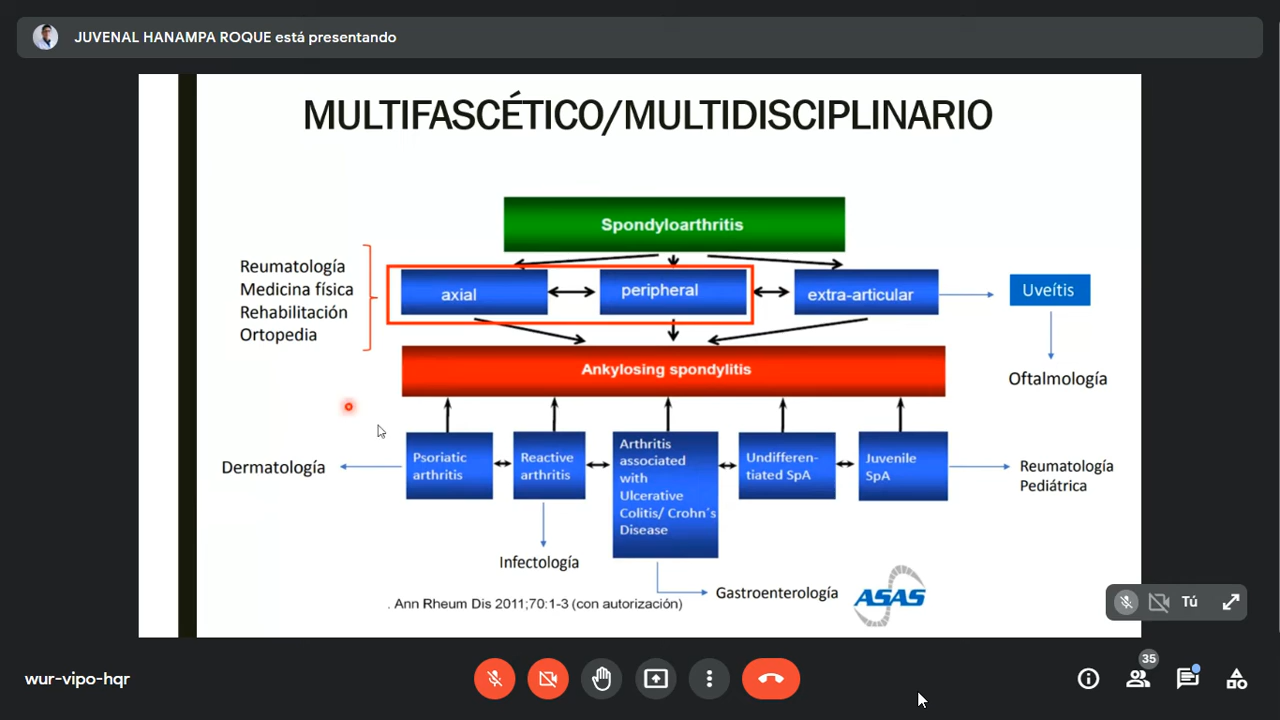 JUVENAL HANAMPA ROQUE está presentando
MULTIFASCÉTICO/MULTIDISCIPLINARIO
Spondyloarthritis
Reumatología
Medicina física
Rehabilitación
Ortopedia
axial
peripheral
extra-articular
Uveítis
Oftalmología
Ankylosing spondylitis
Dermatología
Psoriatic
arthritis
Reactive
arthritis
Arthritis
associated
with
Ulcerative
Colitis/ Crohn´s
Disease
Undifferen-
tiated SpA
Juvenile
SpA
Reumatología
Pediátrica
Infectología
Gastroenterología
. Ann Rheum Dis 2011;70:1-3 (con autorización)
ASAS
Tú
wur-vipo-hqr
35